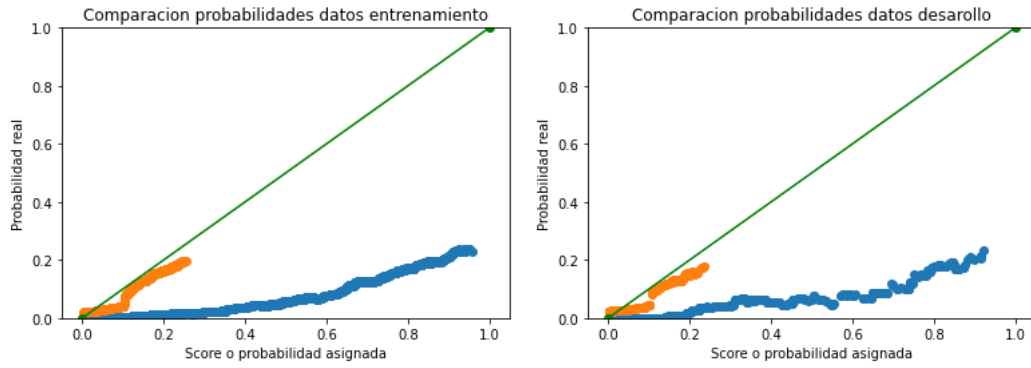 Comparacion probabilidades datos entrenamiento
1.0
0.8
0.6
0.4
0.2
0.0
Probabilidad real
0.0 0.2 0.4 0.6 0.8 1.0
Score o probabilidad asignada
Comparacion probabilidades datos desarollo
1.0
0.8
0.6
0.4
0.2
0.0
Probabilidad real
0.0 0.2 0.4 0.6 0.8 1.0
Score o probabilidad asignada